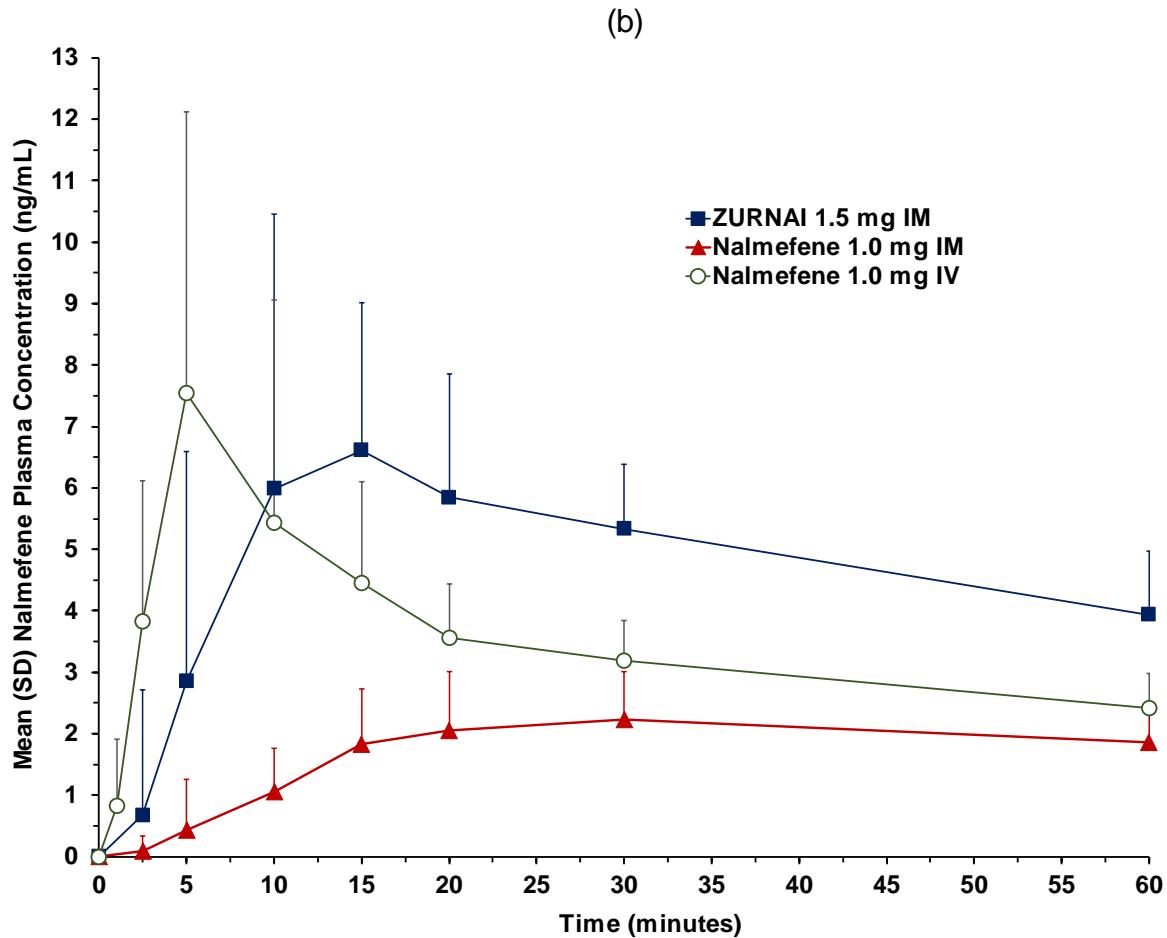 (b)
Mean (SD) Nalmefene Plasma Concentration (ng/mL)
13
12
11
10
9
8
7
6
5
4
3
2
1
0
ZURNAI 1.5 mg IM
Nalmefene 1.0 mg IM
Nalmefene 1.0 mg IV
0 5 10 15 20 25 30 35 40 45 50 55 60
Time (minutes)